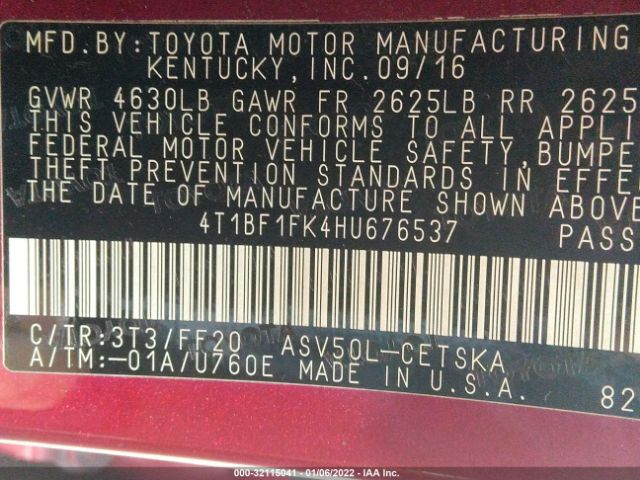 MFD. BY: TOYOTA MOTOR MANUFACTURING
KENTUCKY, INC. 09/16
GVWR 4630LB GAWR FR 2625LB RR 2625
THIS VEHICLE CONFORMS TO ALL APPLI
FEDERAL MOTOR VEHICLE SAFETY, BUMPE
THEFT PREVENTION STANDARDS IN EFFE
THE DATE OF MANUFACTURE SHOWN ABOVE
4T1BF1FK4HU676537 PASS
C/TR:3T3/FF20 ASV50L-CETSKA
A/TM:-01A/U760E MADE IN U.S.A. 82
000-32115041 - 01/06/2022 - IAA Inc.